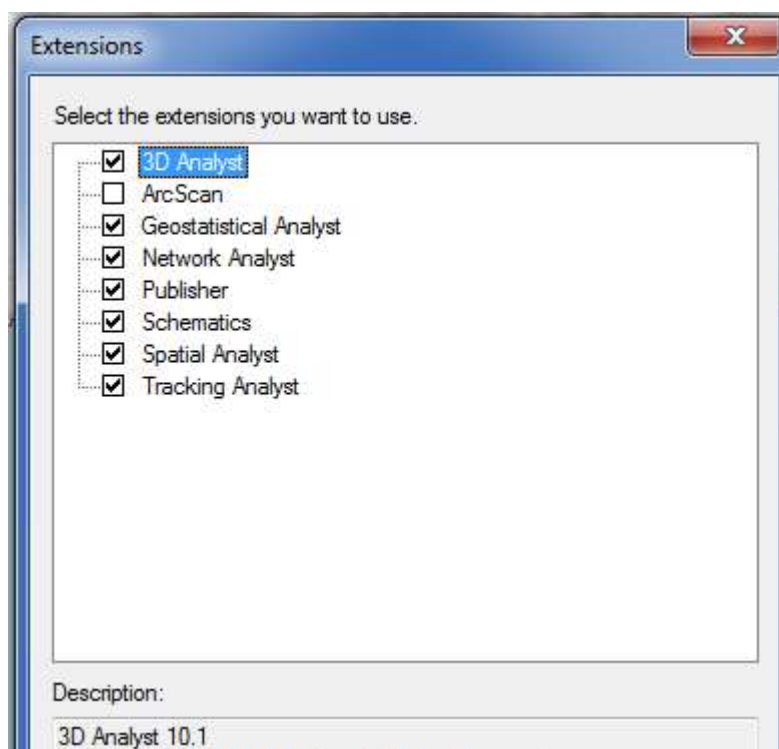 Extensions
Select the extensions you want to use.
3D Analyst
ArcScan
Geostatistical Analyst
Network Analyst
Publisher
Schematics
Spatial Analyst
Tracking Analyst
Description:
3D Analyst 10.1